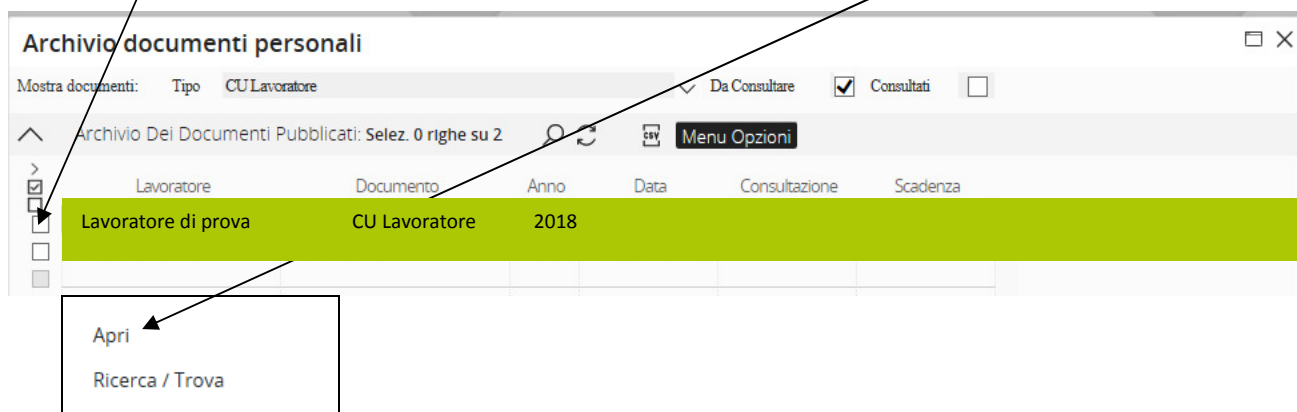 Archivio documenti personali
Mostra documenti: Tipo CU Lavoratore Da Consultare Consultati
Archivio Dei Documenti Pubblicati: Selez. 0 righe su 2 CSV Menu Opzioni
Lavoratore Documento Anno Data Consultazione Scadenza
Lavoratore di prova CU Lavoratore 2018
Apri
Ricerca / Trova